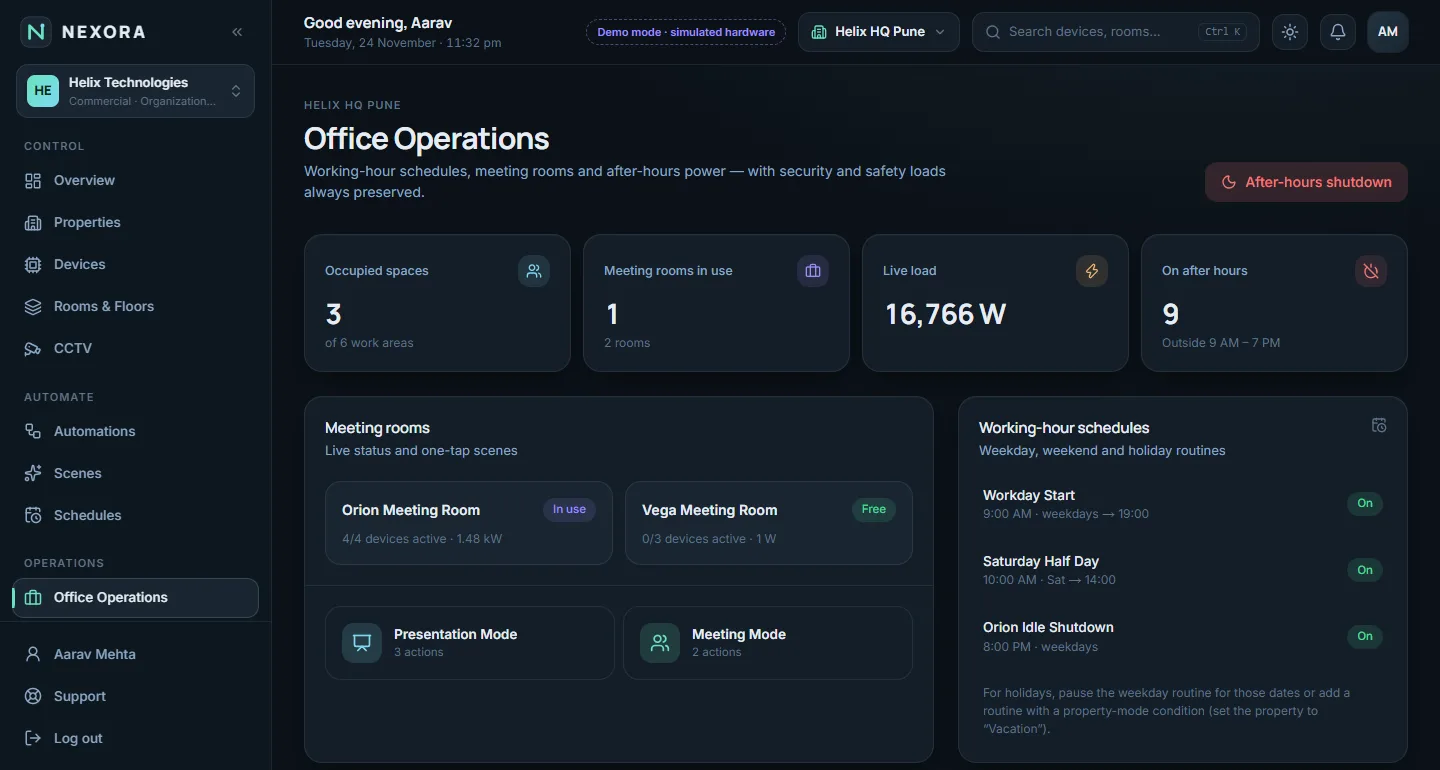 NEXORA
HE
Helix Technologies
Commercial · Organization...
CONTROL
Overview
Properties
Devices
Rooms & Floors
CCTV
AUTOMATE
Automations
Scenes
Schedules
OPERATIONS
Office Operations
Aarav Mehta
Support
Log out
Good evening, Aarav
Tuesday, 24 November · 11:32 pm
Demo mode · simulated hardware
Helix HQ Pune
Search devices, rooms...
Ctrl K
AM
HELIX HQ PUNE
Office Operations
Working-hour schedules, meeting rooms and after-hours power — with security and safety loads
always preserved.
After-hours shutdown
Occupied spaces
3
of 6 work areas
Meeting rooms in use
1
2 rooms
Live load
16,766 W
On after hours
9
Outside 9 AM – 7 PM
Meeting rooms
Live status and one-tap scenes
Orion Meeting Room
In use
4/4 devices active · 1.48 kW
Vega Meeting Room
Free
0/3 devices active · 1 W
Presentation Mode
3 actions
Meeting Mode
2 actions
Working-hour schedules
Weekday, weekend and holiday routines
Workday Start
9:00 AM · weekdays → 19:00
On
Saturday Half Day
10:00 AM · Sat → 14:00
On
Orion Idle Shutdown
8:00 PM · weekdays
On
For holidays, pause the weekday routine for those dates or add a
routine with a property-mode condition (set the property to
“Vacation”).